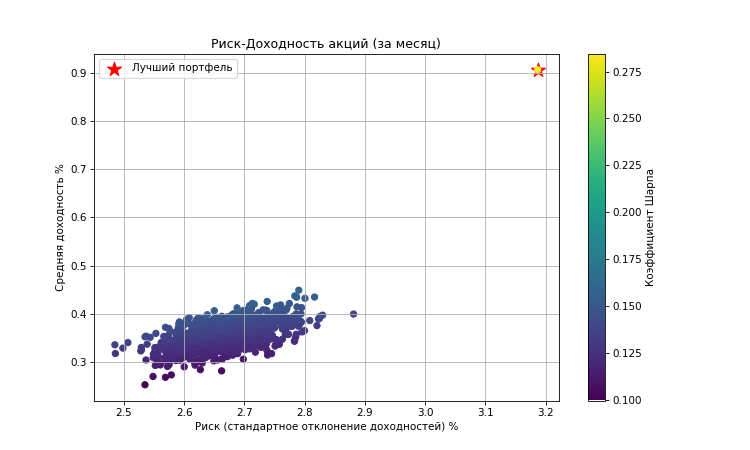 Риск-Доходность акций (за месяц)
Лучший портфель
Средняя доходность %
0.9
0.8
0.7
0.6
0.5
0.4
0.3
2.5 2.6 2.7 2.8 2.9 3.0 3.1 3.2
Риск (стандартное отклонение доходностей) %
0.275
0.250
0.225
0.200
0.175
0.150
0.125
0.100
Коэффициент Шарпа